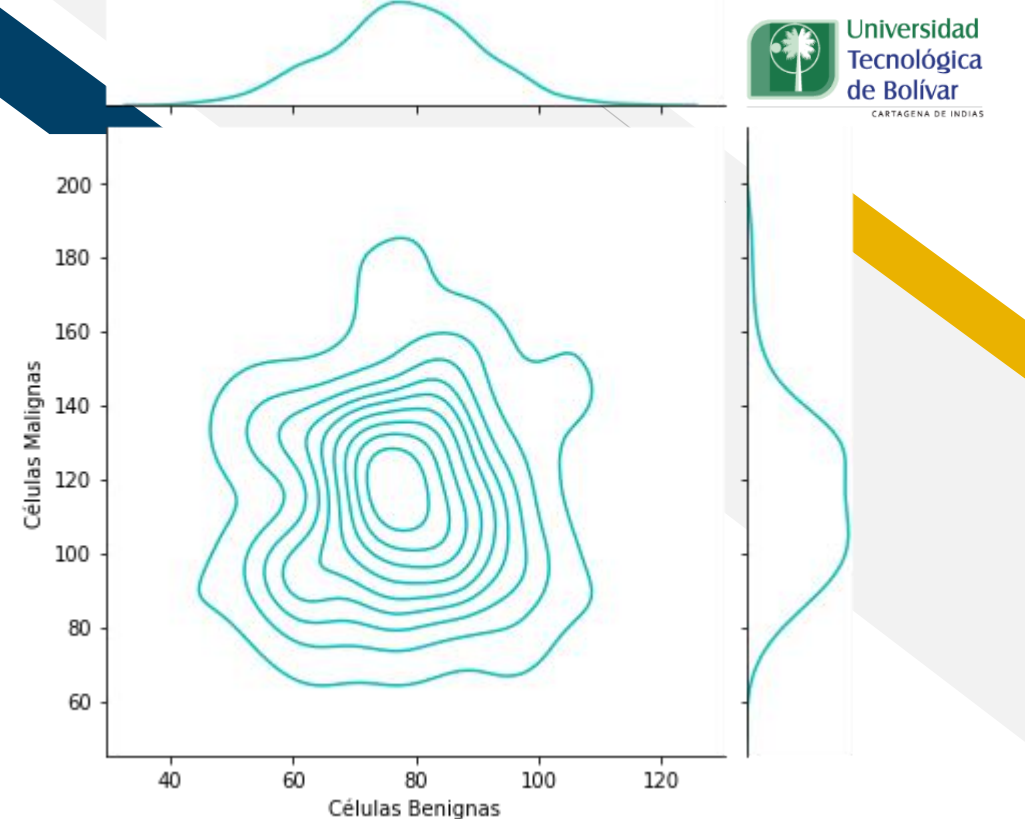 Universidad
Tecnológica
de Bolívar
CARTAGENA DE INDIAS
200
180
160
140
120
100
80
60
Células Malignas
40 60 80 100 120
Células Benignas